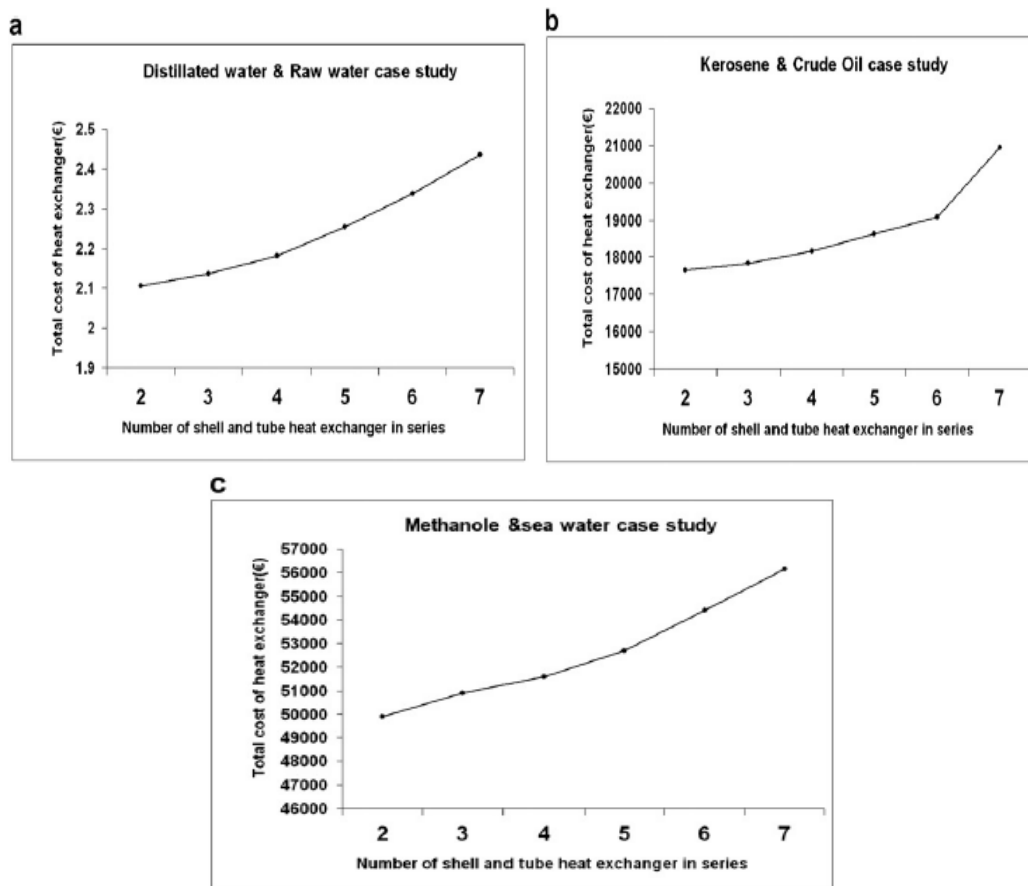 a
Distillated water & Raw water case study
Total cost of heat exchanger(€)
2.5
2.4
2.3
2.2
2.1
2
1.9
2 3 4 5 6 7
Number of shell and tube heat exchanger in series
b
Kerosene & Crude Oil case study
Total cost of heat exchanger(€)
22000
21000
20000
19000
18000
17000
16000
15000
2 3 4 5 6 7
Number of shell and tube heat exchanger in series
c
Methanole &sea water case study
Total cost of heat exchanger(€)
57000
56000
55000
54000
53000
52000
51000
50000
49000
48000
47000
46000
2 3 4 5 6 7
Number of shell and tube heat exchanger in series